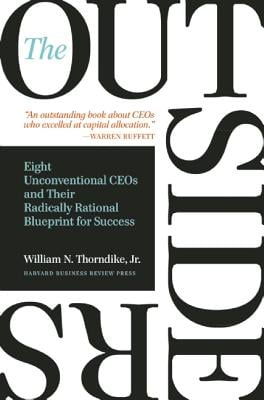 The
OUTSIDERS
"An outstanding book about CEOs
who excelled at capital allocation."
—WARREN BUFFETT
Eight
Unconventional CEOs
and Their
Radically Rational
Blueprint for Success
William N. Thorndike, Jr.
HARVARD BUSINESS REVIEW PRESS